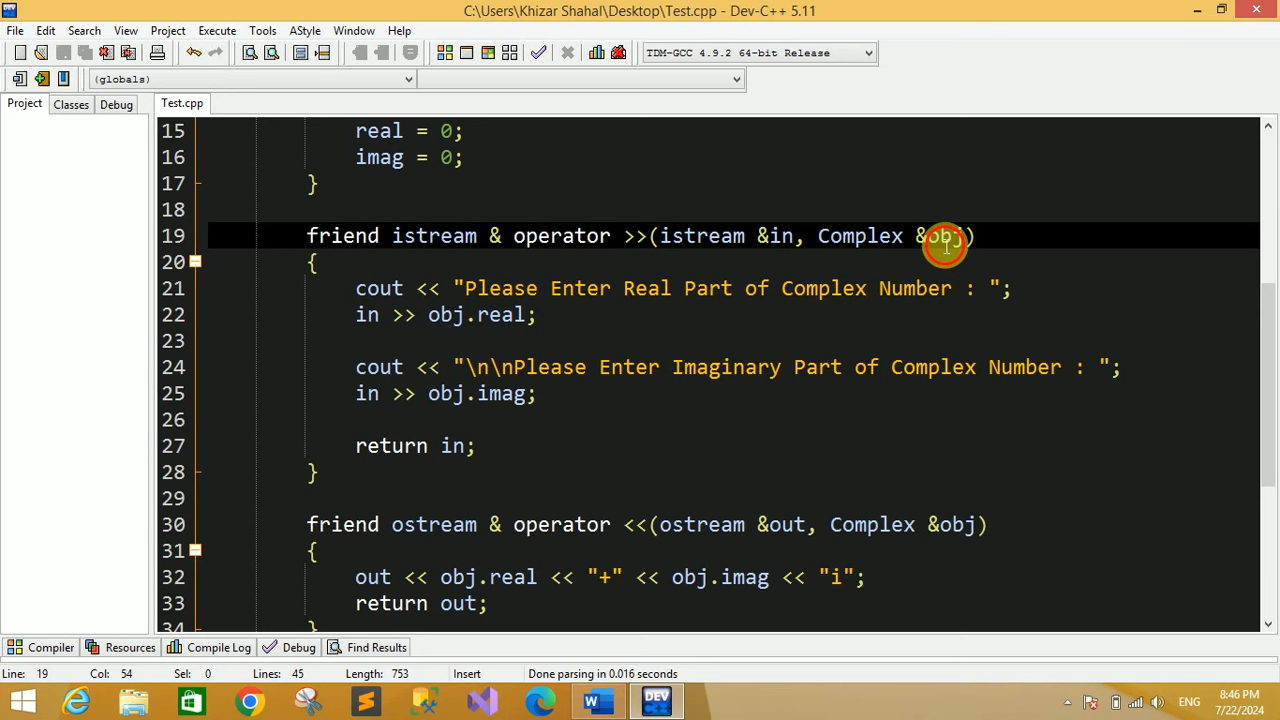 C:\Users\Khizar Shahal\Desktop\Test.cpp - Dev-C++ 5.11
File Edit Search View Project Execute Tools AStyle Window Help
TDM-GCC 4.9.2 64-bit Release
(globals)
Project Classes Debug Test.cpp
15 real = 0;
16 imag = 0;
17 }
18
19 friend istream & operator >>(istream &in, Complex &obj)
20 {
21 cout << "Please Enter Real Part of Complex Number : ";
22 in >> obj.real;
23
24 cout << "\n\nPlease Enter Imaginary Part of Complex Number : ";
25 in >> obj.imag;
26
27 return in;
28 }
29
30 friend ostream & operator <<(ostream &out, Complex &obj)
31 {
32 out << obj.real << "+" << obj.imag << "i";
33 return out;
34 }
Compiler Resources Compile Log Debug Find Results
Line: 19 Col: 54 Sel: 0 Lines: 45 Length: 753 Insert Done parsing in 0.016 seconds
ENG
8:46 PM
7/22/2024